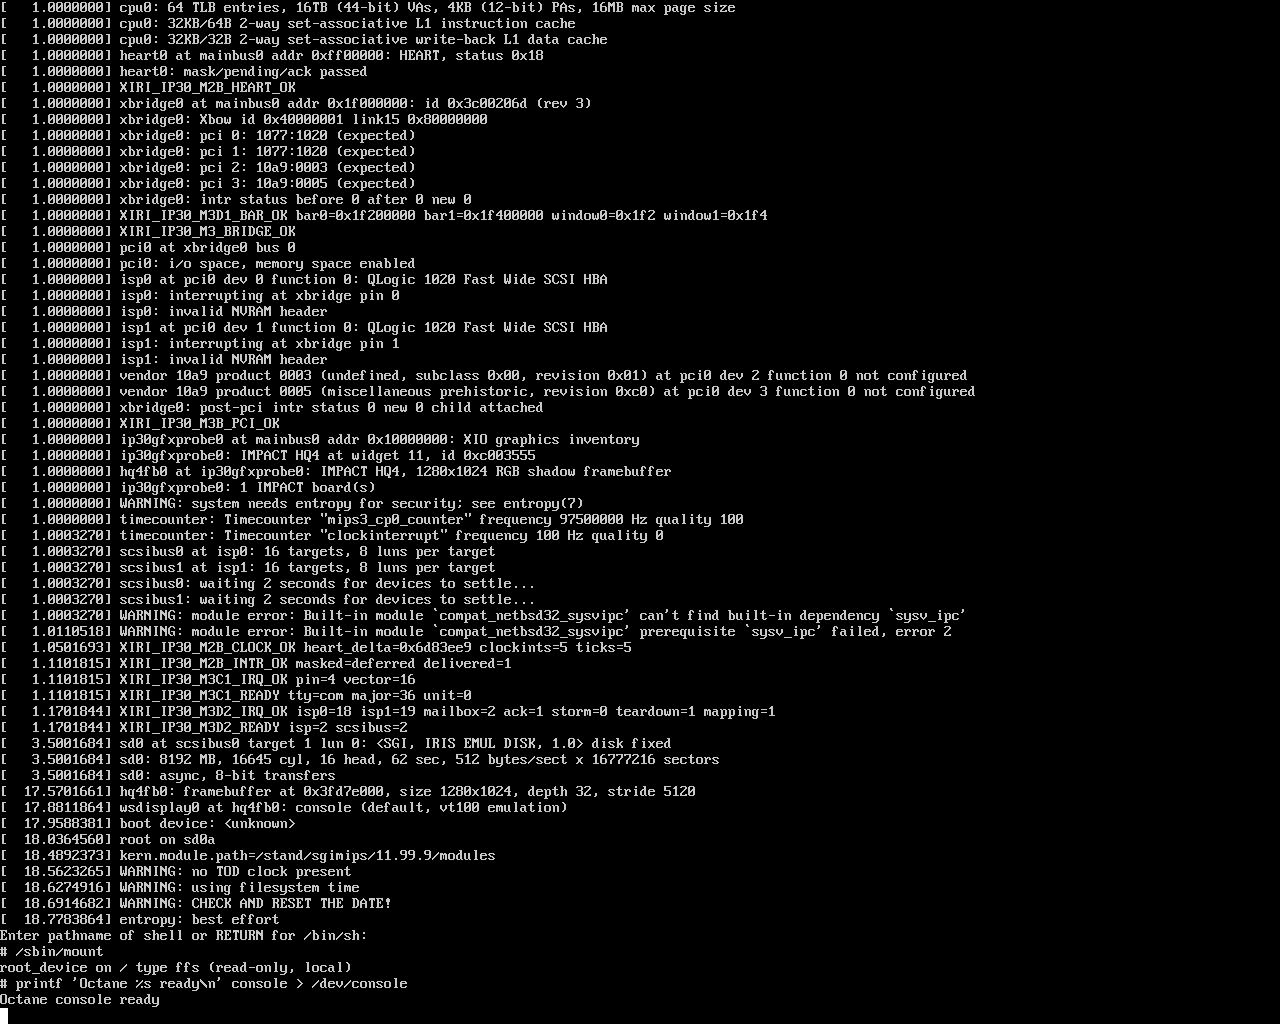 [   1.0000000] cpu0: 64 TLB entries, 16TB (44-bit) VAs, 4KB (12-bit) PAs, 16MB max page size
[   1.0000000] cpu0: 32KB/64B 2-way set-associative L1 instruction cache
[   1.0000000] cpu0: 32KB/32B 2-way set-associative write-back L1 data cache
[   1.0000000] heart0 at mainbus0 addr 0xff00000: HEART, status 0x18
[   1.0000000] heart0: mask/pending/ack passed
[   1.0000000] XIRI_IP30_M2B_HEART_OK
[   1.0000000] xbridge0 at mainbus0 addr 0x1f000000: id 0x3c00206d (rev 3)
[   1.0000000] xbridge0: Xbow id 0x40000001 link15 0x80000000
[   1.0000000] xbridge0: pci 0: 1077:1020 (expected)
[   1.0000000] xbridge0: pci 1: 1077:1020 (expected)
[   1.0000000] xbridge0: pci 2: 10a9:0003 (expected)
[   1.0000000] xbridge0: pci 3: 10a9:0005 (expected)
[   1.0000000] xbridge0: intr status before 0 after 0 new 0
[   1.0000000] XIRI_IP30_M3D1_BAR_OK bar0=0x1f200000 bar1=0x1f400000 window0=0x1f2 window1=0x1f4
[   1.0000000] XIRI_IP30_M3_BRIDGE_OK
[   1.0000000] pci0 at xbridge0 bus 0
[   1.0000000] pci0: i/o space, memory space enabled
[   1.0000000] isp0 at pci0 dev 0 function 0: QLogic 1020 Fast Wide SCSI HBA
[   1.0000000] isp0: interrupting at xbridge pin 0
[   1.0000000] isp0: invalid NVRAM header
[   1.0000000] isp1 at pci0 dev 1 function 0: QLogic 1020 Fast Wide SCSI HBA
[   1.0000000] isp1: interrupting at xbridge pin 1
[   1.0000000] isp1: invalid NVRAM header
[   1.0000000] vendor 10a9 product 0003 (undefined, subclass 0x00, revision 0x01) at pci0 dev 2 function 0 not configured
[   1.0000000] vendor 10a9 product 0005 (miscellaneous prehistoric, revision 0xc0) at pci0 dev 3 function 0 not configured
[   1.0000000] xbridge0: post-pci intr status 0 new 0 child attached
[   1.0000000] XIRI_IP30_M3B_PCI_OK
[   1.0000000] ip30gfxprobe0 at mainbus0 addr 0x10000000: XIO graphics inventory
[   1.0000000] ip30gfxprobe0: IMPACT HQ4 at widget 11, id 0xc003555
[   1.0000000] hq4fb0 at ip30gfxprobe0: IMPACT HQ4, 1280x1024 RGB shadow framebuffer
[   1.0000000] ip30gfxprobe0: 1 IMPACT board(s)
[   1.0000000] WARNING: system needs entropy for security; see entropy(7)
[   1.0000000] timecounter: Timecounter "mips3_cp0_counter" frequency 97500000 Hz quality 100
[   1.0003270] timecounter: Timecounter "clockinterrupt" frequency 100 Hz quality 0
[   1.0003270] scsibus0 at isp0: 16 targets, 8 luns per target
[   1.0003270] scsibus1 at isp1: 16 targets, 8 luns per target
[   1.0003270] scsibus0: waiting 2 seconds for devices to settle...
[   1.0003270] scsibus1: waiting 2 seconds for devices to settle...
[   1.0003270] WARNING: module error: Built-in module `compat_netbsd32_sysvipc' can't find built-in dependency `sysv_ipc'
[   1.0110518] WARNING: module error: Built-in module `compat_netbsd32_sysvipc' prerequisite `sysv_ipc' failed, error 2
[   1.0501693] XIRI_IP30_M2B_CLOCK_OK heart_delta=0x6d83ee9 clockints=5 ticks=5
[   1.1101815] XIRI_IP30_M2B_INTR_OK masked=deferred delivered=1
[   1.1101815] XIRI_IP30_M3C1_IRQ_OK pin=4 vector=16
[   1.1101815] XIRI_IP30_M3C1_READY tty=com major=36 unit=0
[   1.1701844] XIRI_IP30_M3D2_IRQ_OK isp0=18 isp1=19 mailbox=2 ack=1 storm=0 teardown=1 mapping=1
[   1.1701844] XIRI_IP30_M3D2_READY isp=2 scsibus=2
[   3.5001684] sd0 at scsibus0 target 1 lun 0: <SGI, IRIS EMUL DISK, 1.0> disk fixed
[   3.5001684] sd0: 8192 MB, 16645 cyl, 16 head, 62 sec, 512 bytes/sect x 16777216 sectors
[   3.5001684] sd0: async, 8-bit transfers
[  17.5701661] hq4fb0: framebuffer at 0x3fd7e000, size 1280x1024, depth 32, stride 5120
[  17.8811864] wsdisplay0 at hq4fb0: console (default, vt100 emulation)
[  17.9588381] boot device: <unknown>
[  18.0364560] root on sd0a
[  18.4892373] kern.module.path=/stand/sgimips/11.99.9/modules
[  18.5623265] WARNING: no TOD clock present
[  18.6274916] WARNING: using filesystem time
[  18.6914682] WARNING: CHECK AND RESET THE DATE!
[  18.7783864] entropy: best effort
Enter pathname of shell or RETURN for /bin/sh:
# /sbin/mount
root_device on / type ffs (read-only, local)
# printf 'Octane %s ready\n' console > /dev/console
Octane console ready